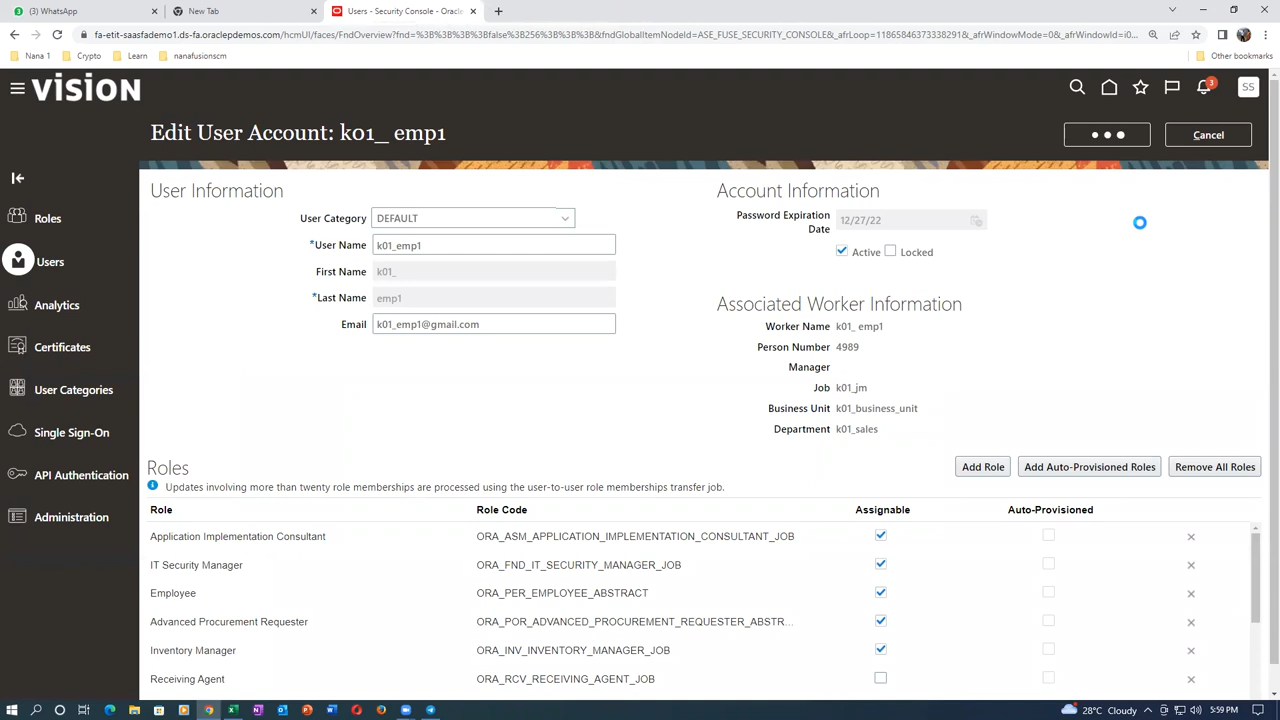 (3) WhatsApp
New Tab
Users - Security Console - Oracle
fa-etit-saasfademo1.ds-fa.oraclepdemos.com/hcmUI/faces/FndOverview?fnd=%3B%3B%3B%3Bfalse%3B256%3B%3B%3B&fndGlobalItemNodeId=ASE_FUSE_SECURITY_CONSOLE&_afrLoop=11865846373338291&_afrWindowMode=0&_afrWindowId=i0...
Nana 1
Crypto
Learn
nanafusionscm
Other bookmarks
VISION
3
SS
Edit User Account: k01_ emp1
Cancel
User Information
User Category DEFAULT
*User Name k01_emp1
First Name k01_
*Last Name emp1
Email k01_emp1@gmail.com
Account Information
Password Expiration
Date
12/27/22
Active
Locked
Associated Worker Information
Worker Name k01_ emp1
Person Number 4989
Manager
Job k01_jm
Business Unit k01_business_unit
Department k01_sales
Roles
Users
Analytics
Certificates
User Categories
Single Sign-On
API Authentication
Administration
Roles
Add Role
Add Auto-Provisioned Roles
Remove All Roles
Updates involving more than twenty role memberships are processed using the user-to-user role memberships transfer job.
Role Role Code Assignable Auto-Provisioned
Application Implementation Consultant ORA_ASM_APPLICATION_IMPLEMENTATION_CONSULTANT_JOB
IT Security Manager ORA_FND_IT_SECURITY_MANAGER_JOB
Employee ORA_PER_EMPLOYEE_ABSTRACT
Advanced Procurement Requester ORA_POR_ADVANCED_PROCUREMENT_REQUESTER_ABSTR...
Inventory Manager ORA_INV_INVENTORY_MANAGER_JOB
Receiving Agent ORA_RCV_RECEIVING_AGENT_JOB
28°C Cloudy
5:59 PM